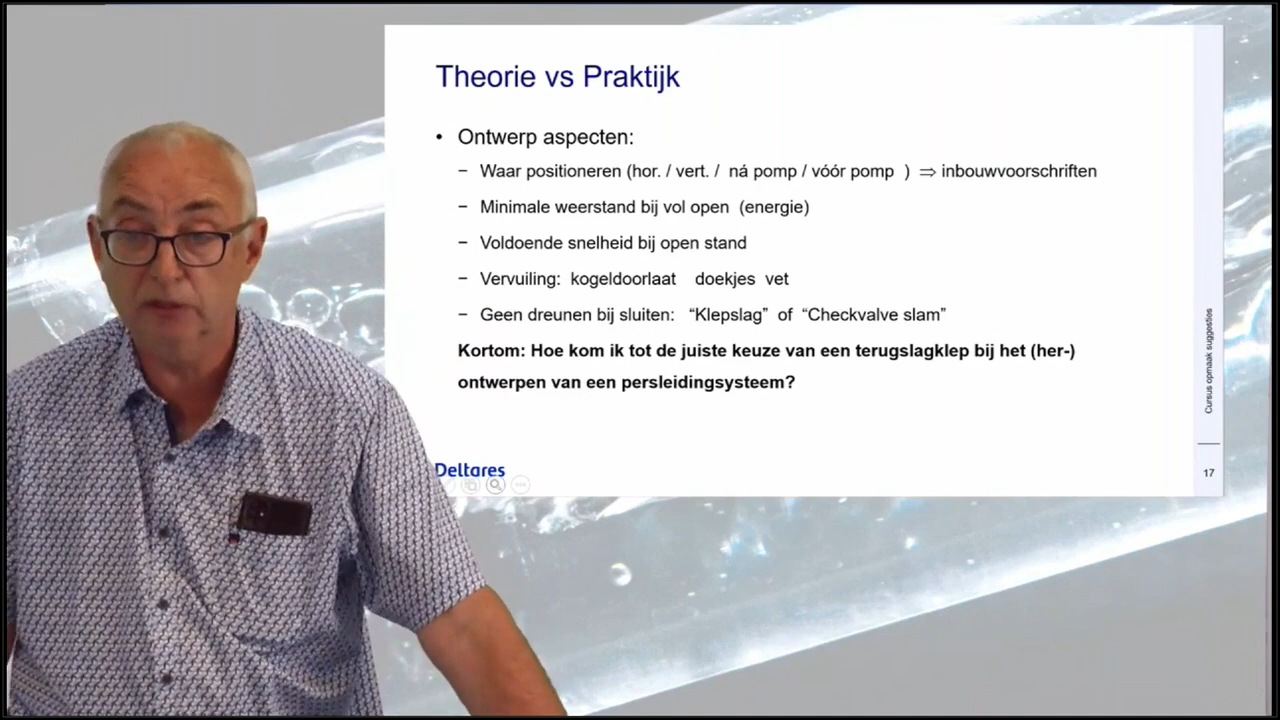 Theorie vs Praktijk
• Ontwerp aspecten:
− Waar positioneren (hor. / vert. / ná pomp / vóór pomp ) ⇒ inbouwvoorschriften
− Minimale weerstand bij vol open (energie)
− Voldoende snelheid bij open stand
− Vervuiling: kogeldoorlaat doekjes vet
− Geen dreunen bij sluiten: “Klepslag” of “Checkvalve slam”
Kortom: Hoe kom ik tot de juiste keuze van een terugslagklep bij het (her-)
ontwerpen van een persleidingsysteem?
Cursus opmaak suggesties
Deltares
17